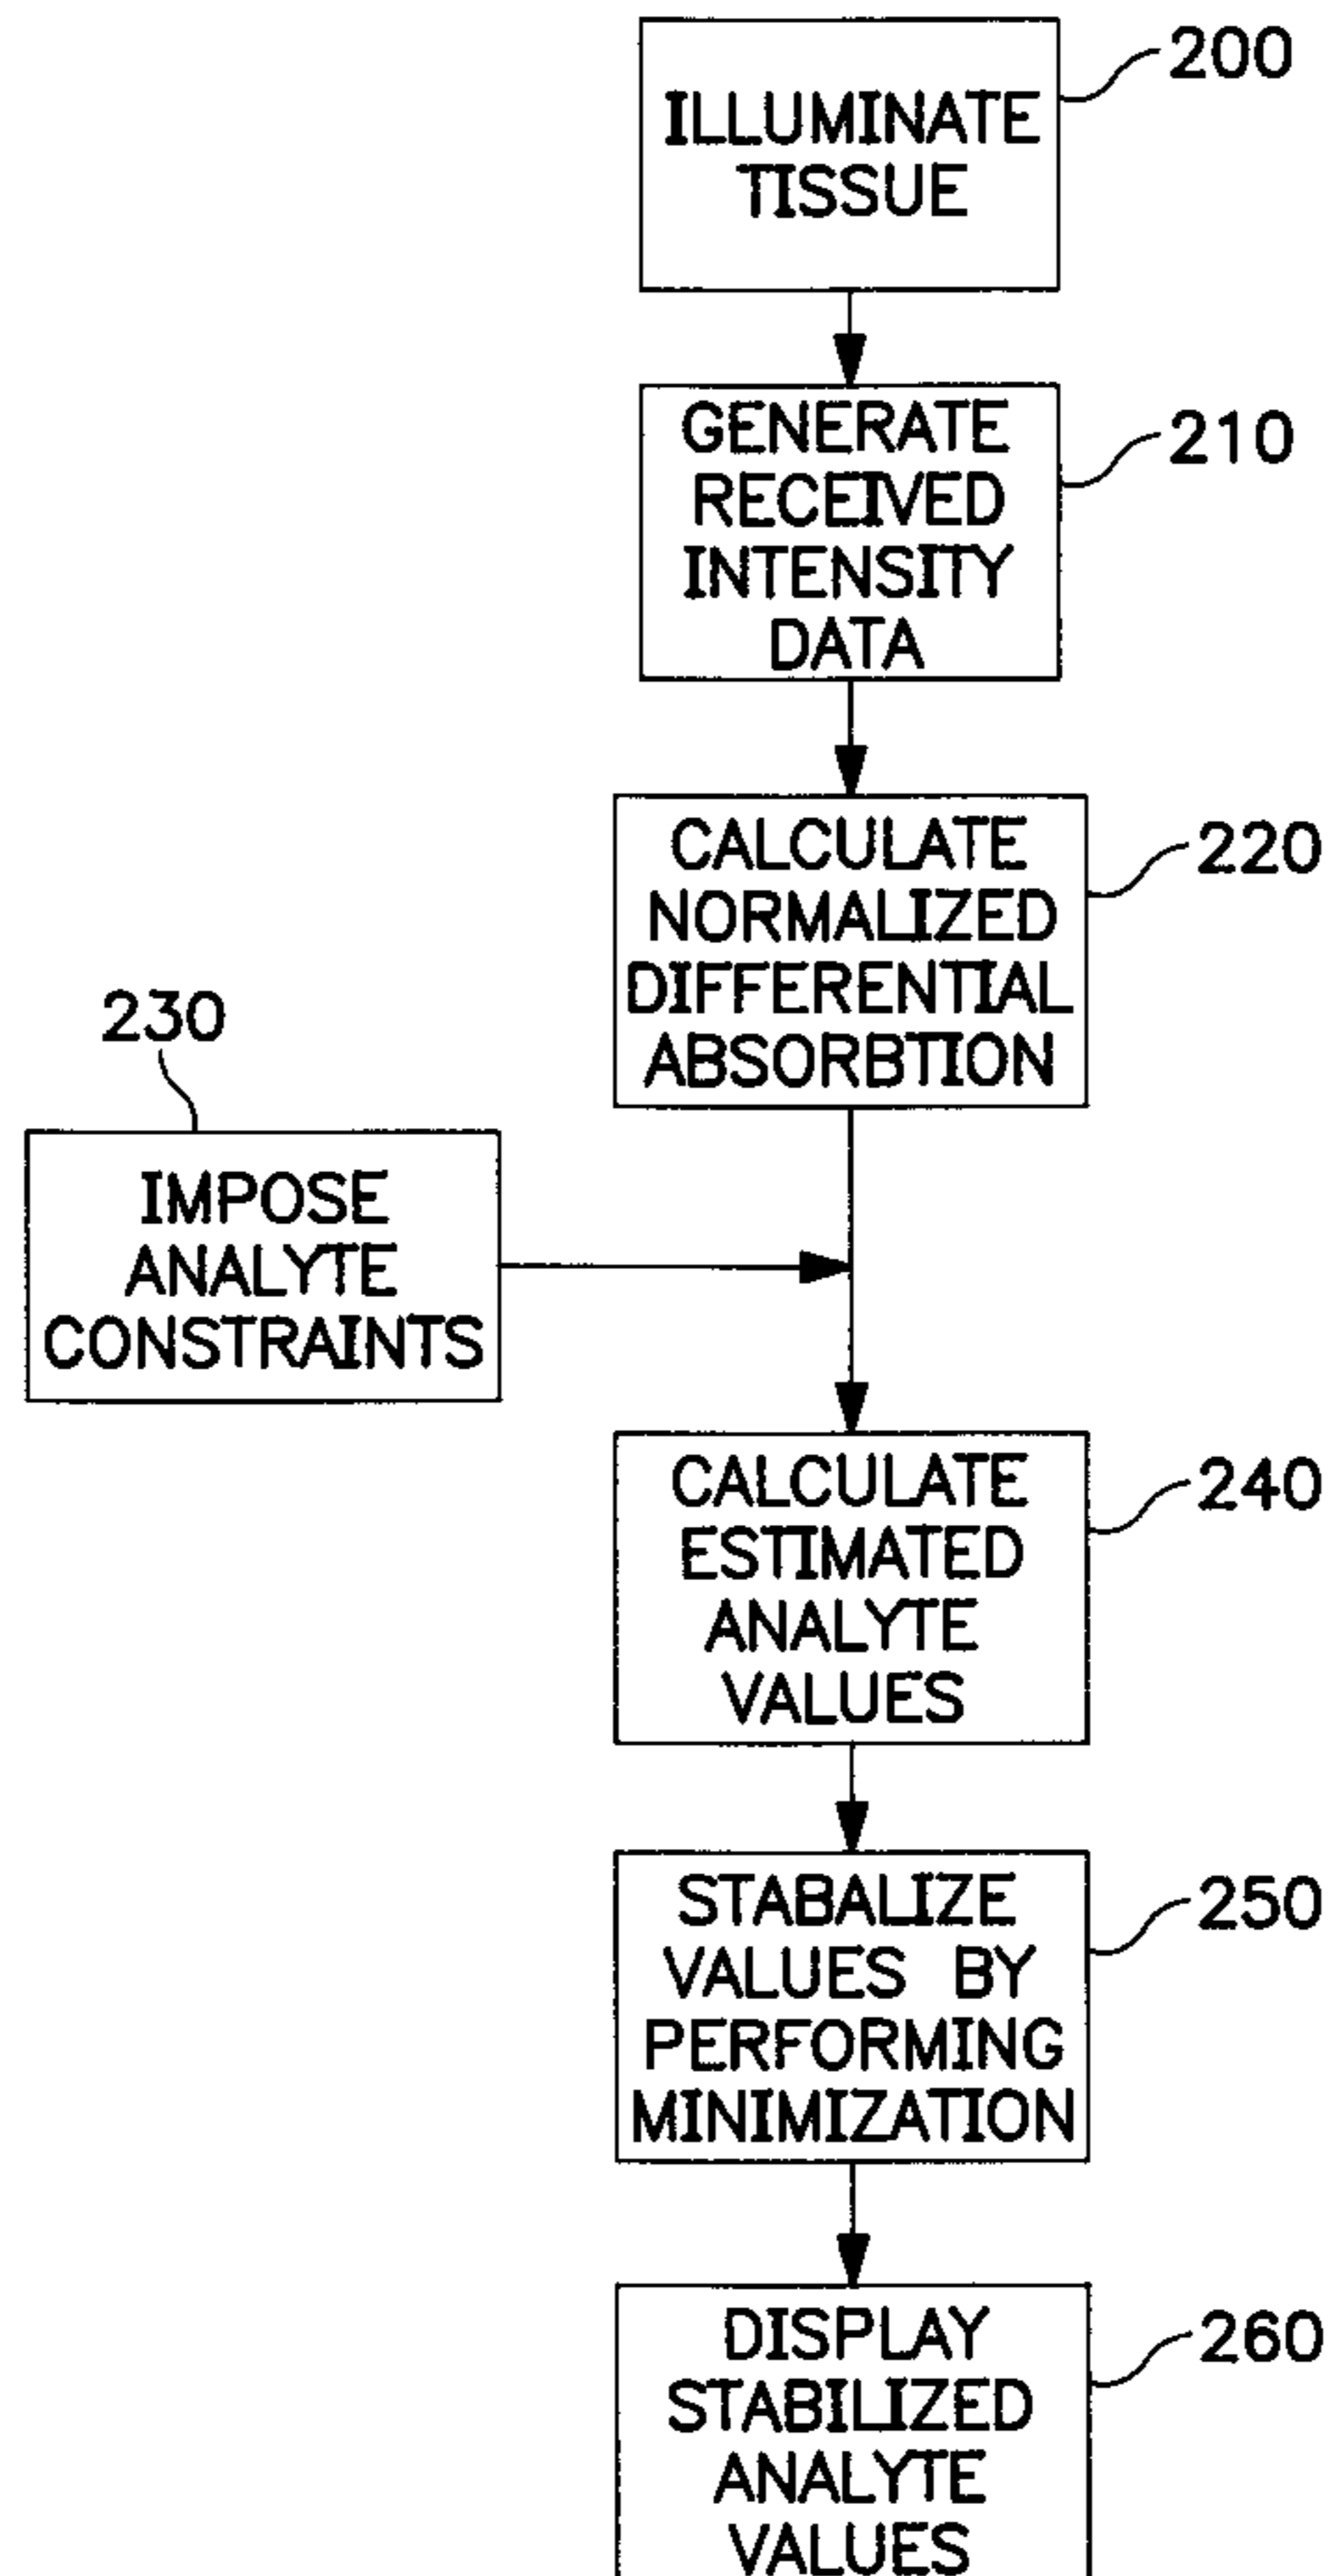 200
ILLUMINATE
TISSUE
210
GENERATE
RECEIVED
INTENSITY
DATA
220
CALCULATE
NORMALIZED
DIFFERENTIAL
ABSORBTION
230
IMPOSE
ANALYTE
CONSTRAINTS
240
CALCULATE
ESTIMATED
ANALYTE
VALUES
250
STABALIZE
VALUES BY
PERFORMING
MINIMIZATION
260
DISPLAY
STABILIZED
ANALYTE
VALUES